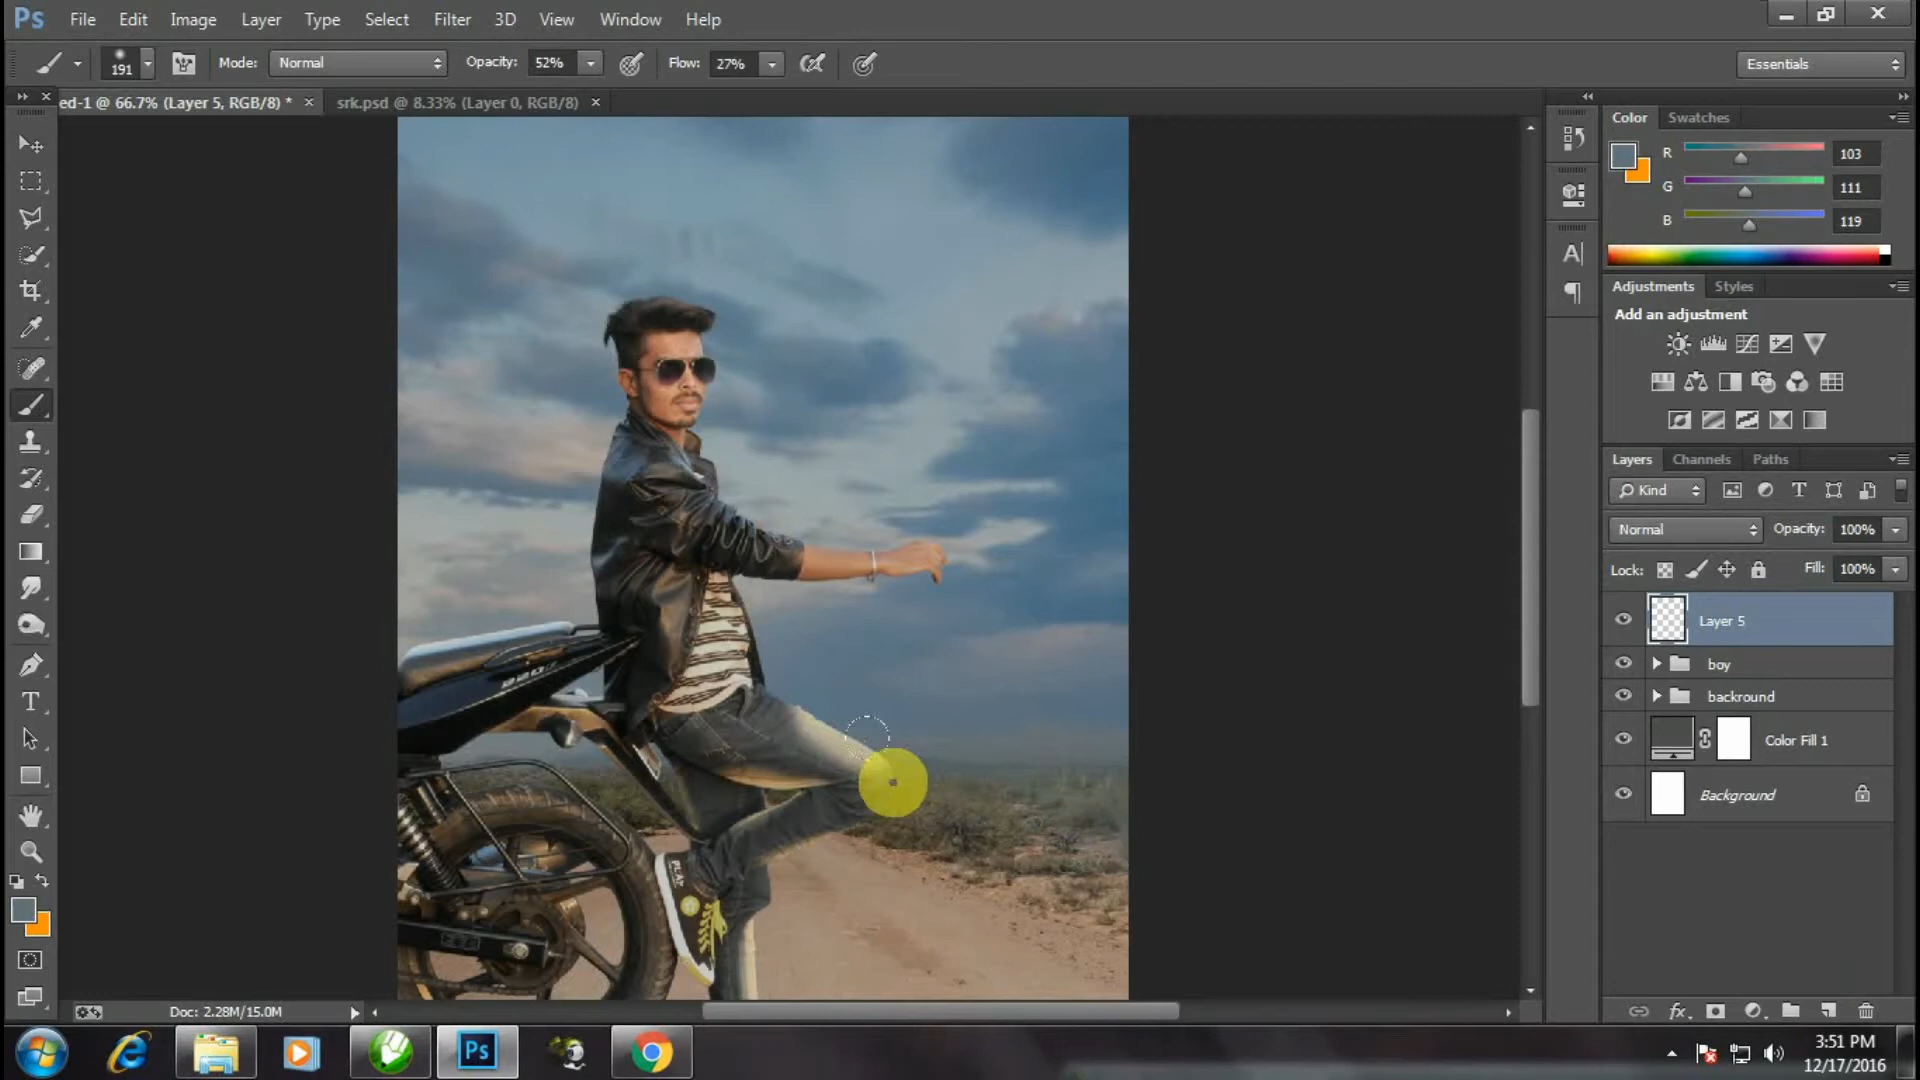 Ps File Edit Image Layer Type Select Filter 3D View Window Help
191 Mode: Normal Opacity: 52% Flow: 27% Essentials
ed-1 @ 66.7% (Layer 5, RGB/8) * × srk.psd @ 8.33% (Layer 0, RGB/8) ×
Color Swatches
R 103
G 111
B 119
Adjustments Styles
Add an adjustment
Layers Channels Paths
Kind
Normal Opacity: 100%
Lock: Fill: 100%
Layer 5
boy
backround
Color Fill 1
Background
PLAY
Doc: 2.28M/15.0M
Ps
3:51 PM
12/17/2016